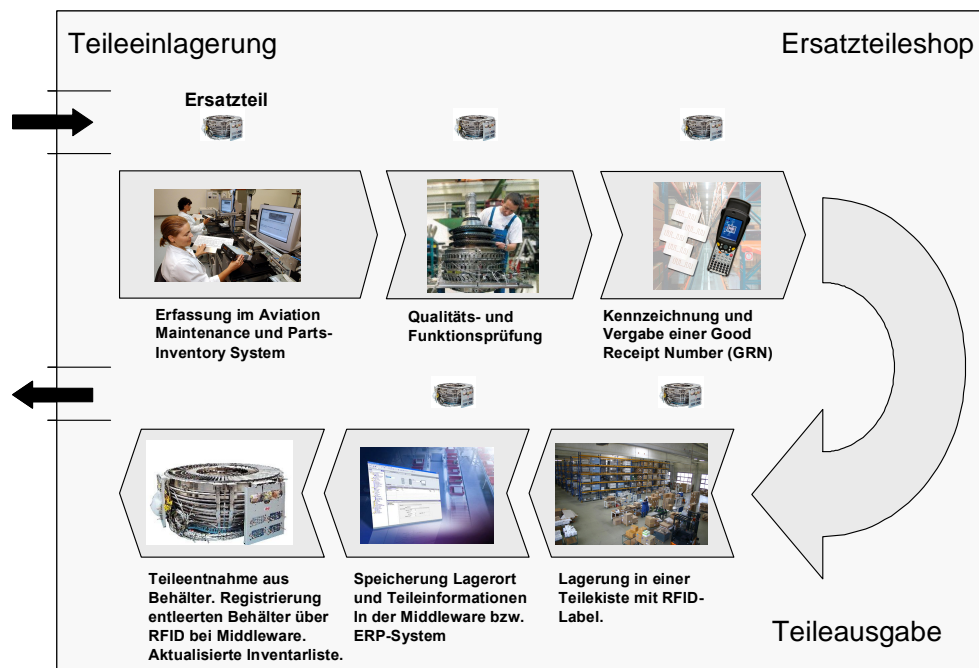 Teileeinlagerung
Ersatzteileshop
Ersatzteil
Erfassung im Aviation
Maintenance und Parts-
Inventory System
Qualitäts- und
Funktionsprüfung
Kennzeichnung und
Vergabe einer Good
Receipt Number (GRN)
Teileentnahme aus
Behälter. Registrierung
entleerten Behälter über
RFID bei Middleware.
Aktualisierte Inventarliste.
Speicherung Lagerort
und Teileinformationen
In der Middleware bzw.
ERP-System
Lagerung in einer
Teilekiste mit RFID-
Label.
Teileausgabe